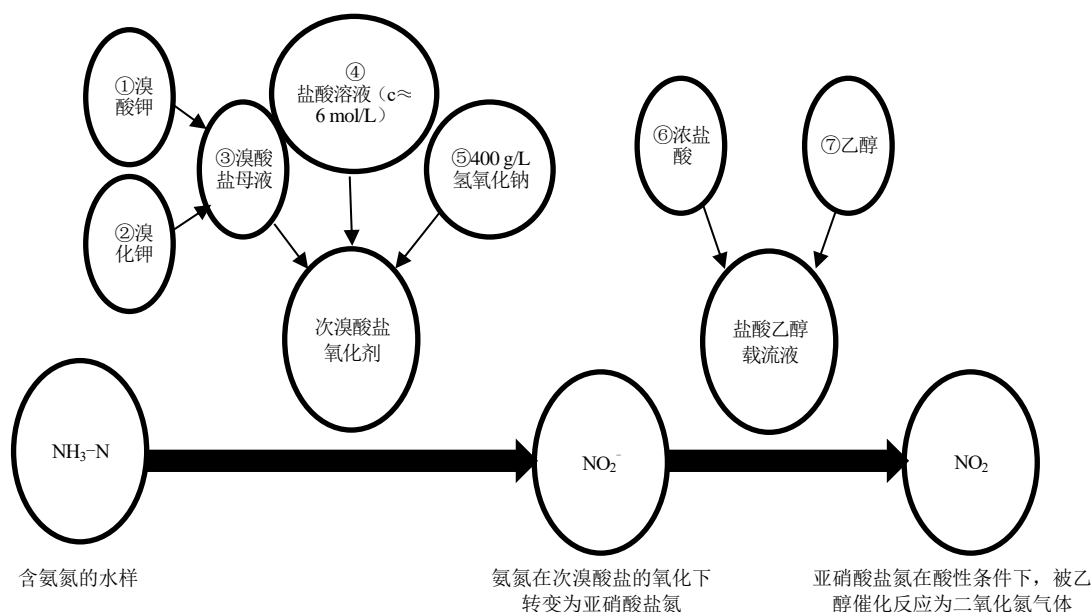 ①溴
酸钾
②溴
化钾
③溴酸
盐母液
④
盐酸溶液（c≈
6 mol/L）
⑤400 g/L
氢氧化钠
次溴酸盐
氧化剂
⑥浓盐
酸
⑦乙醇
盐酸乙醇
载流液
NH₃−N
NO₂⁻
NO₂
含氨氮的水样
氨氮在次溴酸盐的氧化下
转变为亚硝酸盐氮
亚硝酸盐氮在酸性条件下，被乙
醇催化反应为二氧化氮气体